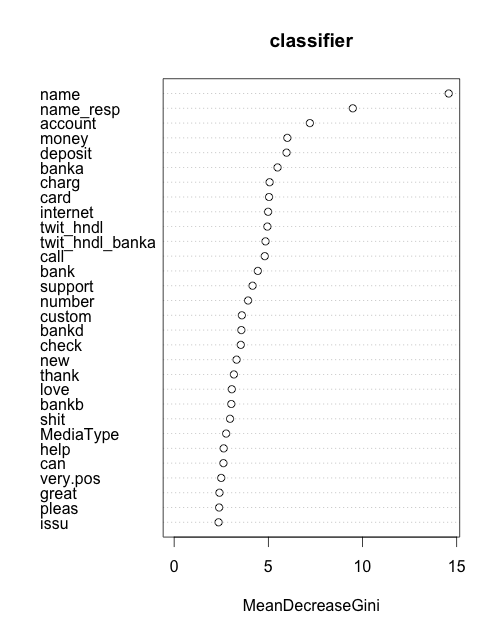 classifier
name
name_resp
account
money
deposit
banka
charg
card
internet
twit_hndl
twit_hndl_banka
call
bank
support
number
custom
bankd
check
new
thank
love
bankb
shit
MediaType
help
can
very.pos
great
pleas
issu
0 5 10 15
MeanDecreaseGini